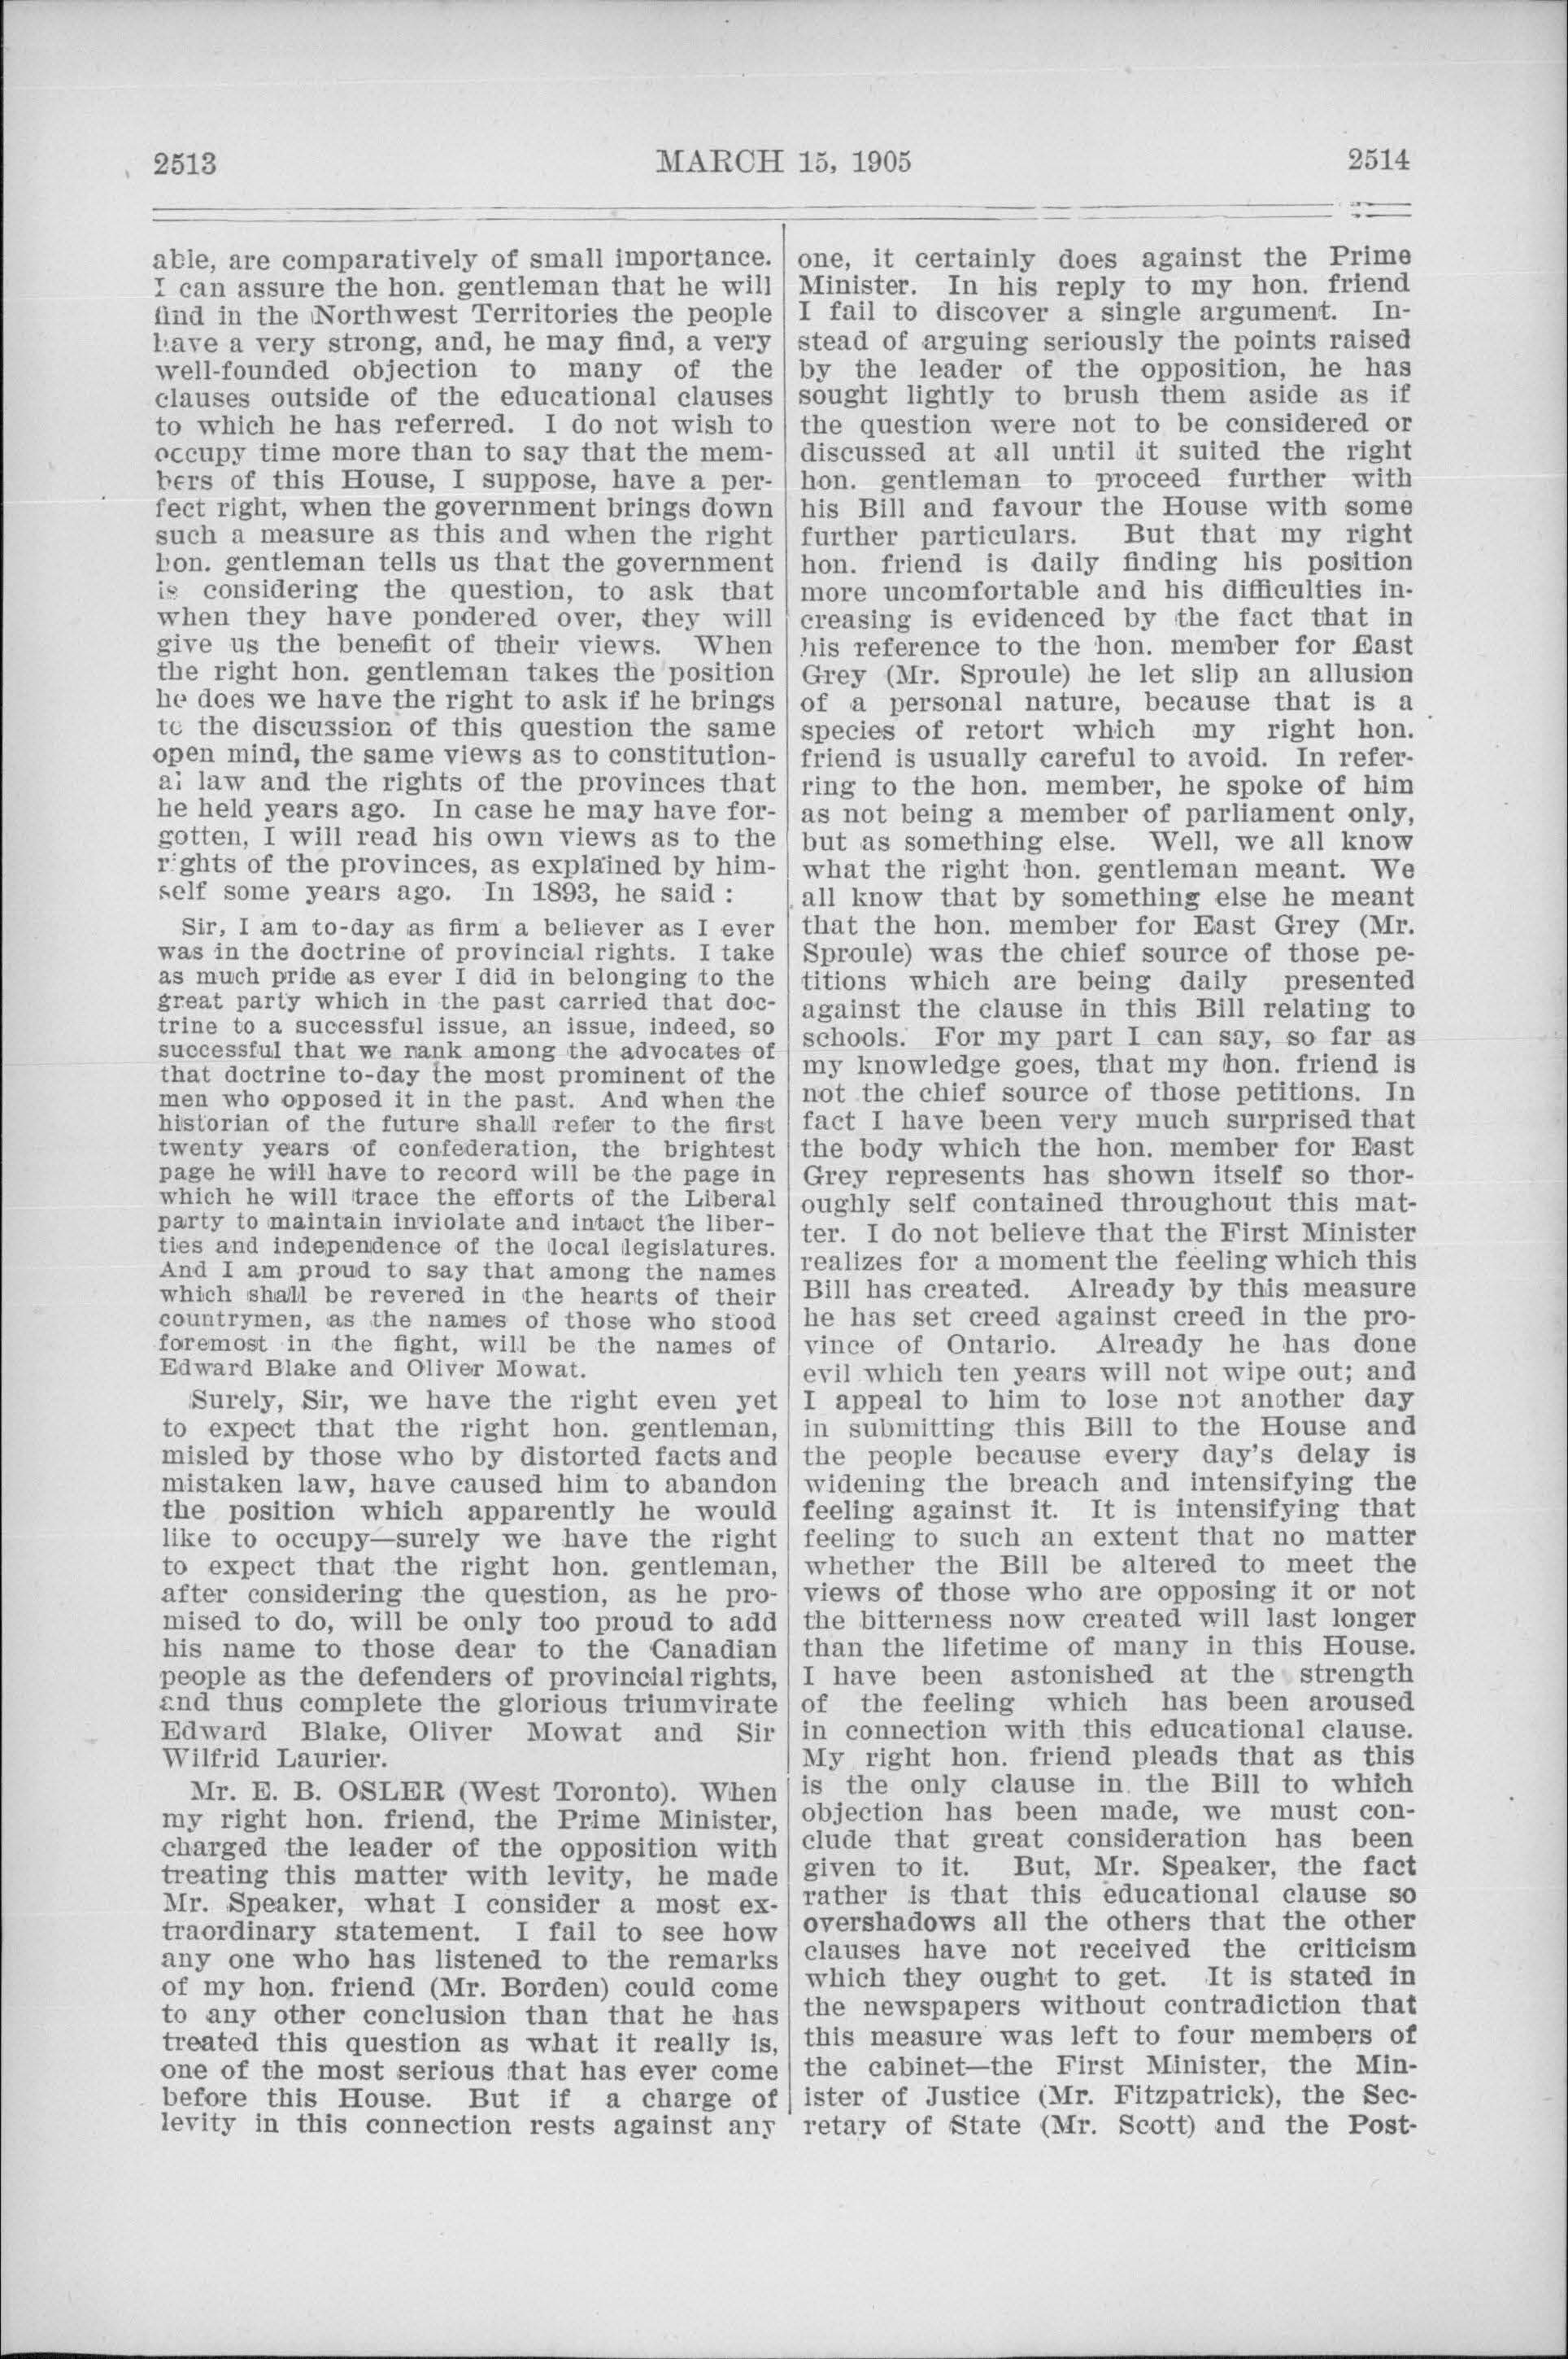 2513
MARCH 15, 1905
2514
able, are comparatively of small importance.
I can assure the hon. gentleman that he will
find in the Northwest Territories the people
have a very strong, and, he may find, a very
well-founded objection to many of the
clauses outside of the educational clauses
to which he has referred. I do not wish to
occupy time more than to say that the mem-
bers of this House, I suppose, have a per-
fect right, when the government brings down
such a measure as this and when the right
hon. gentleman tells us that the government
is considering the question, to ask that
when they have pondered over, they will
give us the benefit of their views. When
the right hon. gentleman takes the position
he does we have the right to ask if he brings
to the discussion of this question the same
open mind, the same views as to constitution-
al law and the rights of the provinces that
he held years ago. In case he may have for-
gotten, I will read his own views as to the
rights of the provinces, as explained by him-
self some years ago. In 1893, he said :
Sir, I am to-day as firm a believer as I ever
was in the doctrine of provincial rights. I take
as much pride as ever I did in belonging to the
great party which in the past carried that doc-
trine to a successful issue, an issue, indeed, so
successful that we rank among the advocates of
that doctrine to-day the most prominent of the
men who opposed it in the past. And when the
historian of the future shall refer to the first
twenty years of confederation, the brightest
page he will have to record will be the page in
which he will trace the efforts of the Liberal
party to maintain inviolate and intact the liber-
ties and independence of the local legislatures.
And I am proud to say that among the names
which shall be revered in the hearts of their
countrymen, as the names of those who stood
foremost in the fight, will be the names of
Edward Blake and Oliver Mowat.
Surely, Sir, we have the right even yet
to expect that the right hon. gentleman,
misled by those who by distorted facts and
mistaken law, have caused him to abandon
the position which apparently he would
like to occupy—surely we have the right
to expect that the right hon. gentleman,
after considering the question, as he pro-
mised to do, will be only too proud to add
his name to those dear to the Canadian
people as the defenders of provincial rights,
and thus complete the glorious triumvirate
Edward Blake, Oliver Mowat and Sir
Wilfrid Laurier.
Mr. E. B. OSLER (West Toronto). When
my right hon. friend, the Prime Minister,
charged the leader of the opposition with
treating this matter with levity, he made
Mr. Speaker, what I consider a most ex-
traordinary statement. I fail to see how
any one who has listened to the remarks
of my hon. friend (Mr. Borden) could come
to any other conclusion than that he has
treated this question as what it really is,
one of the most serious that has ever come
before this House. But if a charge of
levity in this connection rests against any
one, it certainly does against the Prime
Minister. In his reply to my hon. friend
I fail to discover a single argument. In-
stead of arguing seriously the points raised
by the leader of the opposition, he has
sought lightly to brush them aside as if
the question were not to be considered or
discussed at all until it suited the right
hon. gentleman to proceed further with
his Bill and favour the House with some
further particulars. But that my right
hon. friend is daily finding his position
more uncomfortable and his difficulties in-
creasing is evidenced by the fact that in
his reference to the hon. member for East
Grey (Mr. Sproule) he let slip an allusion
of a personal nature, because that is a
species of retort which my right hon.
friend is usually careful to avoid. In refer-
ring to the hon. member, he spoke of him
as not being a member of parliament only,
but as something else. Well, we all know
what the right hon. gentleman meant. We
all know that by something else he meant
that the hon. member for East Grey (Mr.
Sproule) was the chief source of those pe-
titions which are being daily presented
against the clause in this Bill relating to
schools. For my part I can say, so far as
my knowledge goes, that my hon. friend is
not the chief source of those petitions. In
fact I have been very much surprised that
the body which the hon. member for East
Grey represents has shown itself so thor-
oughly self contained throughout this mat-
ter. I do not believe that the First Minister
realizes for a moment the feeling which this
Bill has created. Already by this measure
he has set creed against creed in the pro-
vince of Ontario. Already he has done
evil which ten years will not wipe out; and
I appeal to him to lose not another day
in submitting this Bill to the House and
the people because every day's delay is
widening the breach and intensifying the
feeling against it. It is intensifying that
feeling to such an extent that no matter
whether the Bill be altered to meet the
views of those who are opposing it or not
the bitterness now created will last longer
than the lifetime of many in this House.
I have been astonished at the strength
of the feeling which has been aroused
in connection with this educational clause.
My right hon. friend pleads that as this
is the only clause in the Bill to which
objection has been made, we must con-
clude that great consideration has been
given to it. But, Mr. Speaker, the fact
rather is that this educational clause so
overshadows all the others that the other
clauses have not received the criticism
which they ought to get. It is stated in
the newspapers without contradiction that
this measure was left to four members of
the cabinet—the First Minister, the Min-
ister of Justice (Mr. Fitzpatrick), the Sec-
retary of State (Mr. Scott) and the Post-